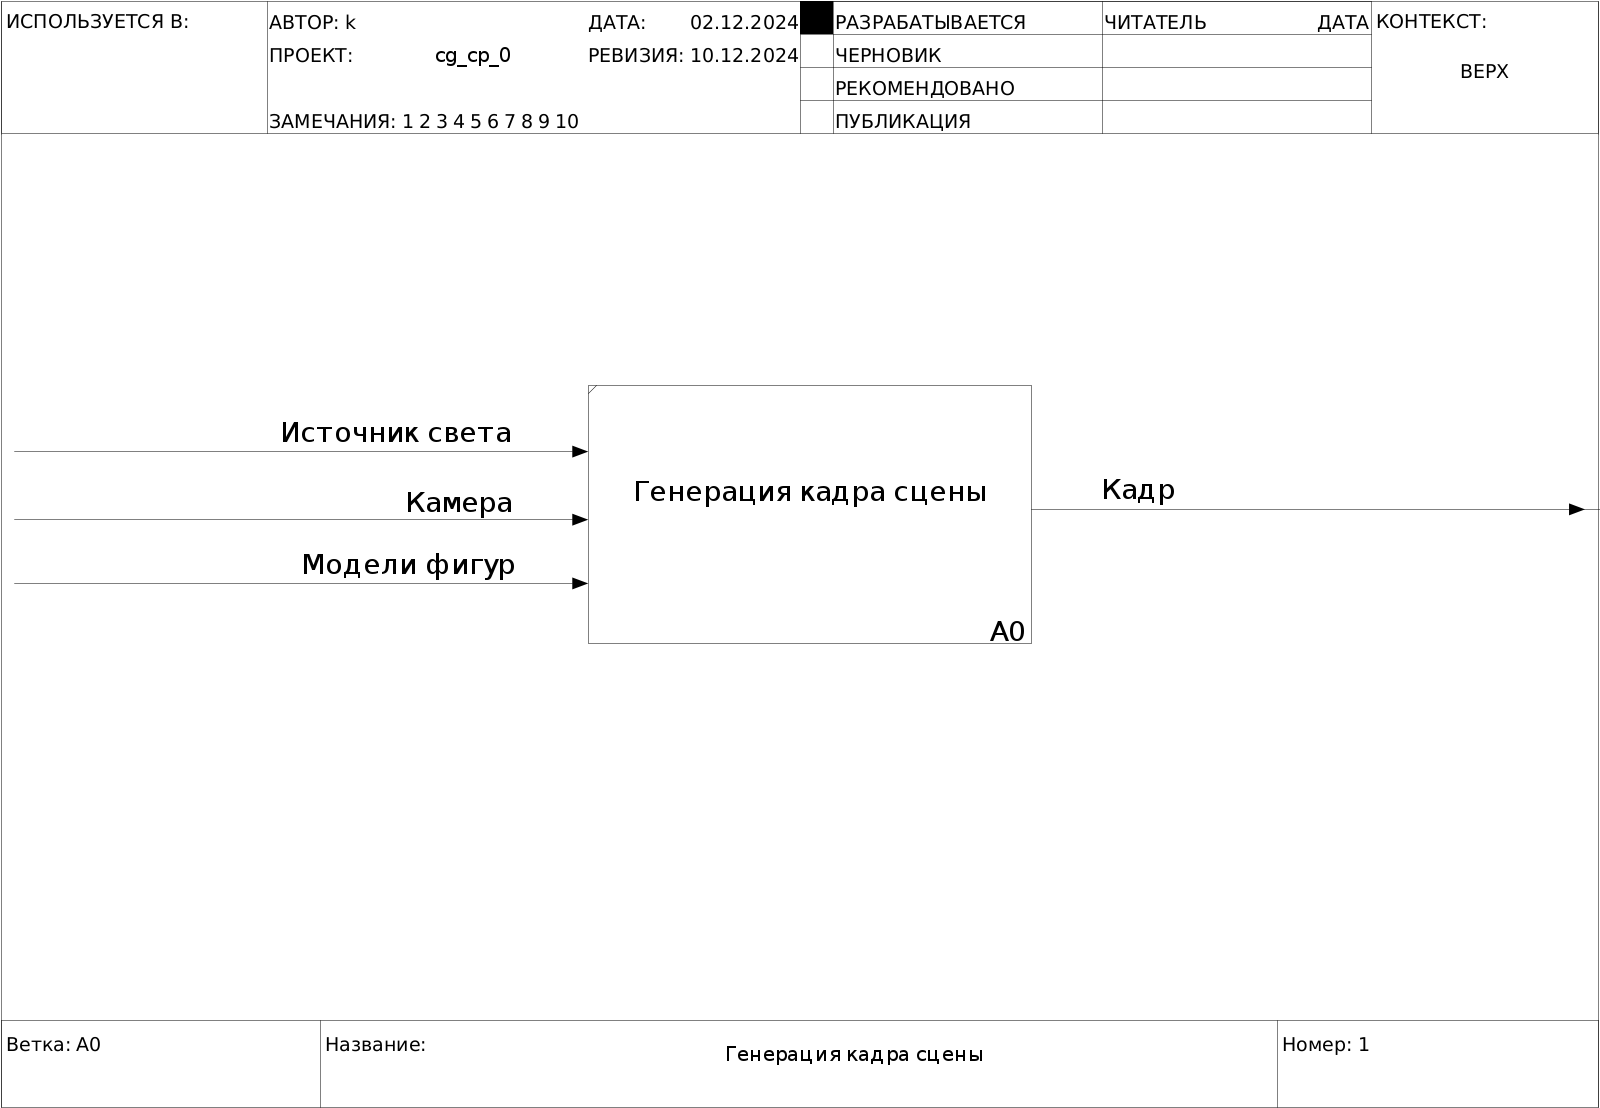 ИСПОЛЬЗУЕТСЯ В:
АВТОР: k
ДАТА: 02.12.2024
РАЗРАБАТЫВАЕТСЯ
ЧИТАТЕЛЬ
ДАТА
КОНТЕКСТ:
ПРОЕКТ: cg_cp_0
РЕВИЗИЯ: 10.12.2024
ЧЕРНОВИК
ВЕРХ
РЕКОМЕНДОВАНО
ЗАМЕЧАНИЯ: 1 2 3 4 5 6 7 8 9 10
ПУБЛИКАЦИЯ
Источник света
Камера
Модели фигур
Генерация кадра сцены
A0
Кадр
Ветка: A0
Название:
Генерация кадра сцены
Номер: 1